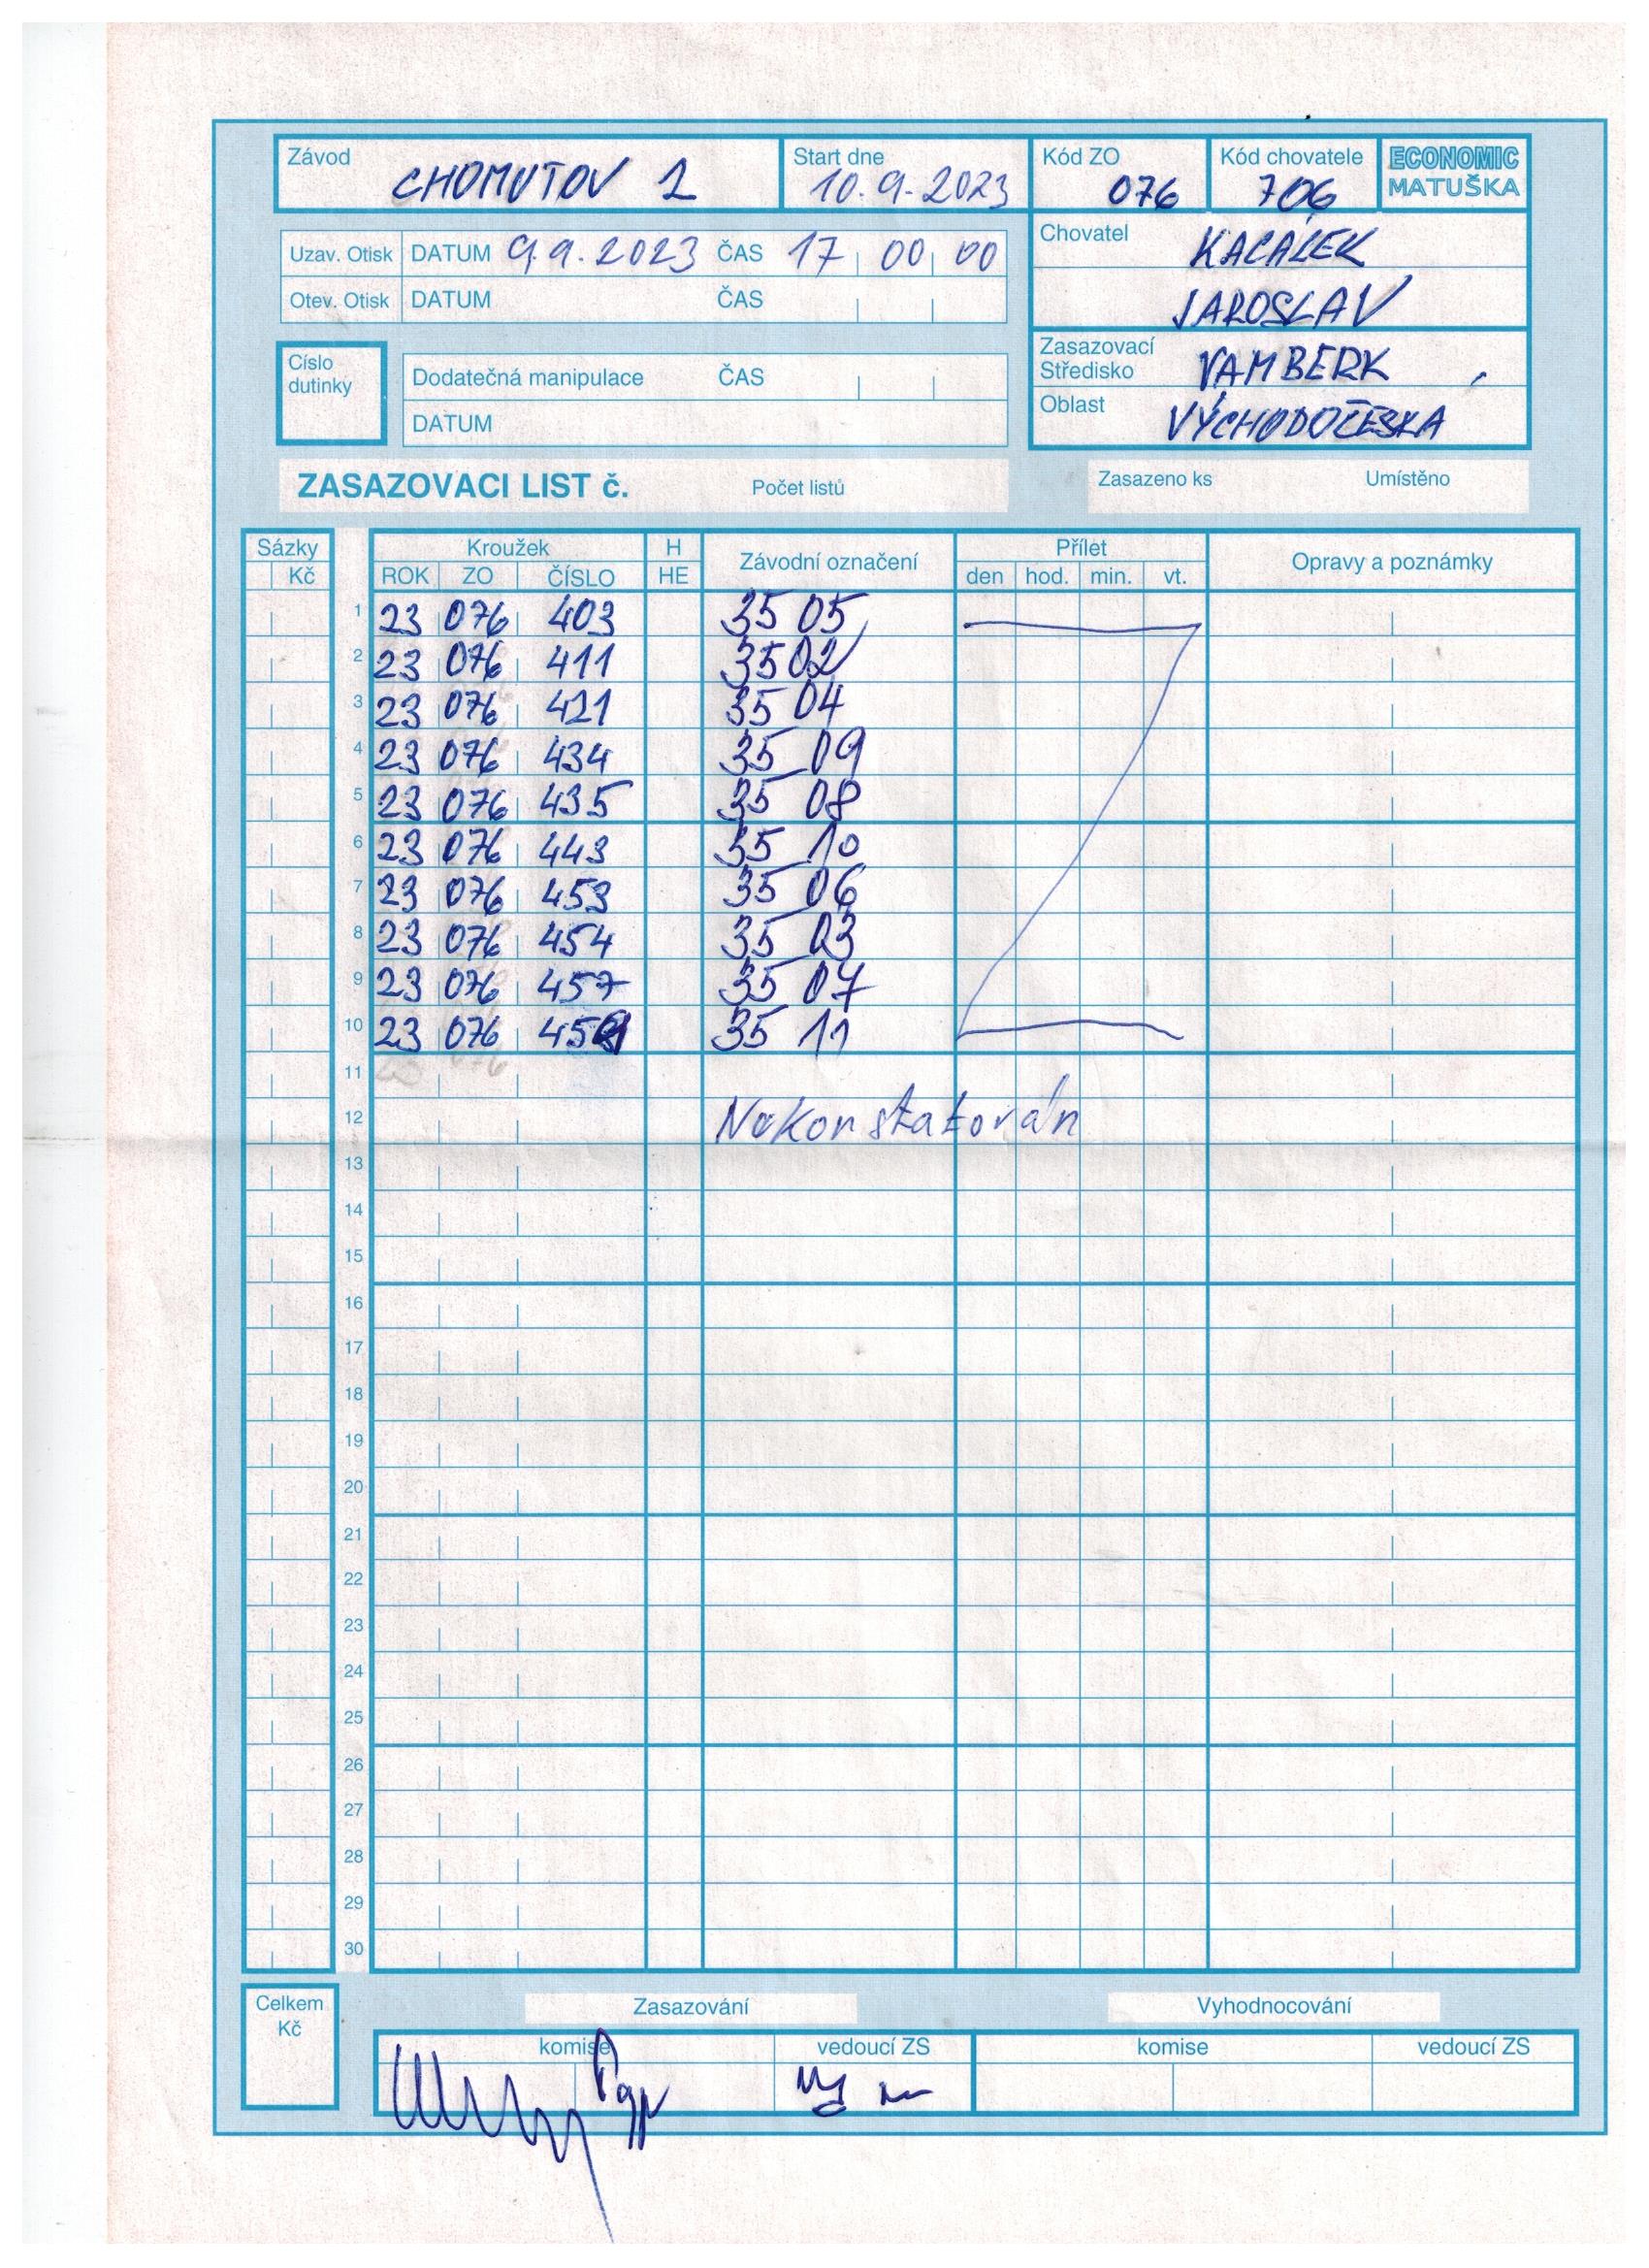 Závod CHOMUTOV 1 Start dne 10.9.2023 Kód ZO 076 Kód chovatele 706 ECONOMIC MATUŠKA
Uzav. Otisk DATUM 9.9.2023 ČAS 17 00 00
Otev. Otisk DATUM ČAS
Chovatel KACÁLEK
JAROSLAV
Číslo dutinky
Dodatečná manipulace ČAS
DATUM
Zasazovací Středisko VAMBERK
Oblast VÝCHODOČESKÁ
ZASAZOVACI LIST č. Počet listů Zasazeno ks Umístěno
Sázky Kroužek H Závodní označení Přílet Opravy a poznámky
Kč ROK ZO ČÍSLO HE den hod. min. vt.
1 23 076 403 35 05
2 23 076 411 35 02
3 23 076 421 35 04
4 23 076 434 35 09
5 23 076 435 35 08
6 23 076 443 35 10
7 23 076 453 35 06
8 23 076 454 35 03
9 23 076 457 35 07
10 23 076 35 11
11
12 Nekonstatován
13
14
15
16
17
18
19
20
21
22
23
24
25
26
27
28
29
30
Celkem Kč
Zasazování Vyhodnocování
komise vedoucí ZS komise vedoucí ZS